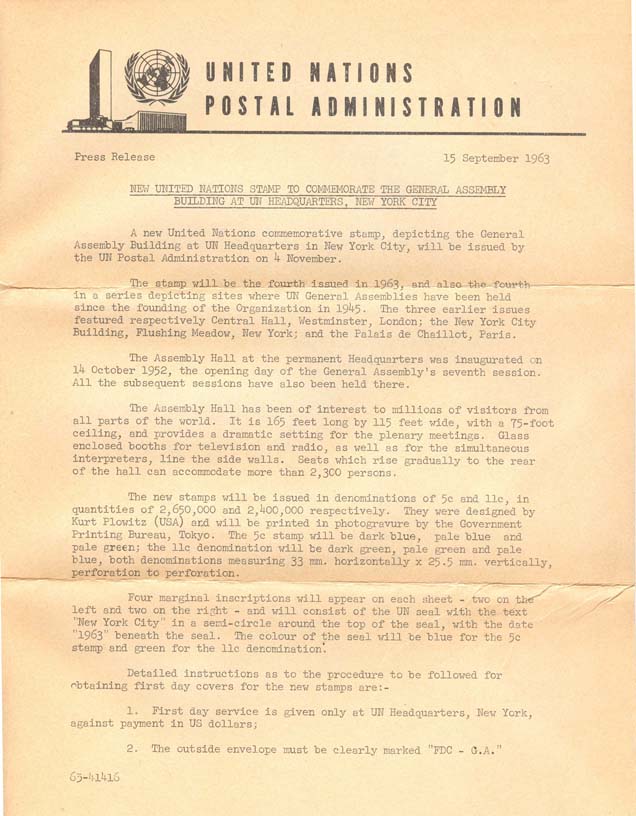 UNITED NATIONS
POSTAL ADMINISTRATION
Press Release 15 September 1963
NEW UNITED NATIONS STAMP TO COMMEMORATE THE GENERAL ASSEMBLY
BUILDING AT UN HEADQUARTERS, NEW YORK CITY
A new United Nations commemorative stamp, depicting the General
Assembly Building at UN Headquarters in New York City, will be issued by
the UN Postal Administration on 4 November.
The stamp will be the fourth issued in 1963, and also the fourth
in a series depicting sites where UN General Assemblies have been held
since the founding of the Organization in 1945. The three earlier issues
featured respectively Central Hall, Westminster, London; the New York City
Building, Flushing Meadow, New York; and the Palais de Chaillot, Paris.
The Assembly Hall at the permanent Headquarters was inaugurated on
14 October 1952, the opening day of the General Assembly's seventh session.
All the subsequent sessions have also been held there.
The Assembly Hall has been of interest to millions of visitors from
all parts of the world. It is 165 feet long by 115 feet wide, with a 75-foot
ceiling, and provides a dramatic setting for the plenary meetings. Glass
enclosed booths for television and radio, as well as for the simultaneous
interpreters, line the side walls. Seats which rise gradually to the rear
of the hall can accommodate more than 2,300 persons.
The new stamps will be issued in denominations of 5c and 11c, in
quantities of 2,650,000 and 2,400,000 respectively. They were designed by
Kurt Plowitz (USA) and will be printed in photogravure by the Government
Printing Bureau, Tokyo. The 5c stamp will be dark blue, pale blue and
pale green; the 11c denomination will be dark green, pale green and pale
blue, both denominations measuring 33 mm. horizontally x 25.5 mm. vertically,
perforation to perforation.
Four marginal inscriptions will appear on each sheet - two on the
left and two on the right - and will consist of the UN seal with the text
"New York City" in a semi-circle around the top of the seal, with the date
"1963" beneath the seal. The colour of the seal will be blue for the 5c
stamp and green for the 11c denomination.
Detailed instructions as to the procedure to be followed for
obtaining first day covers for the new stamps are:-
1. First day service is given only at UN Headquarters, New York,
against payment in US dollars;
2. The outside envelope must be clearly marked "FDC - G.A."
63-41416